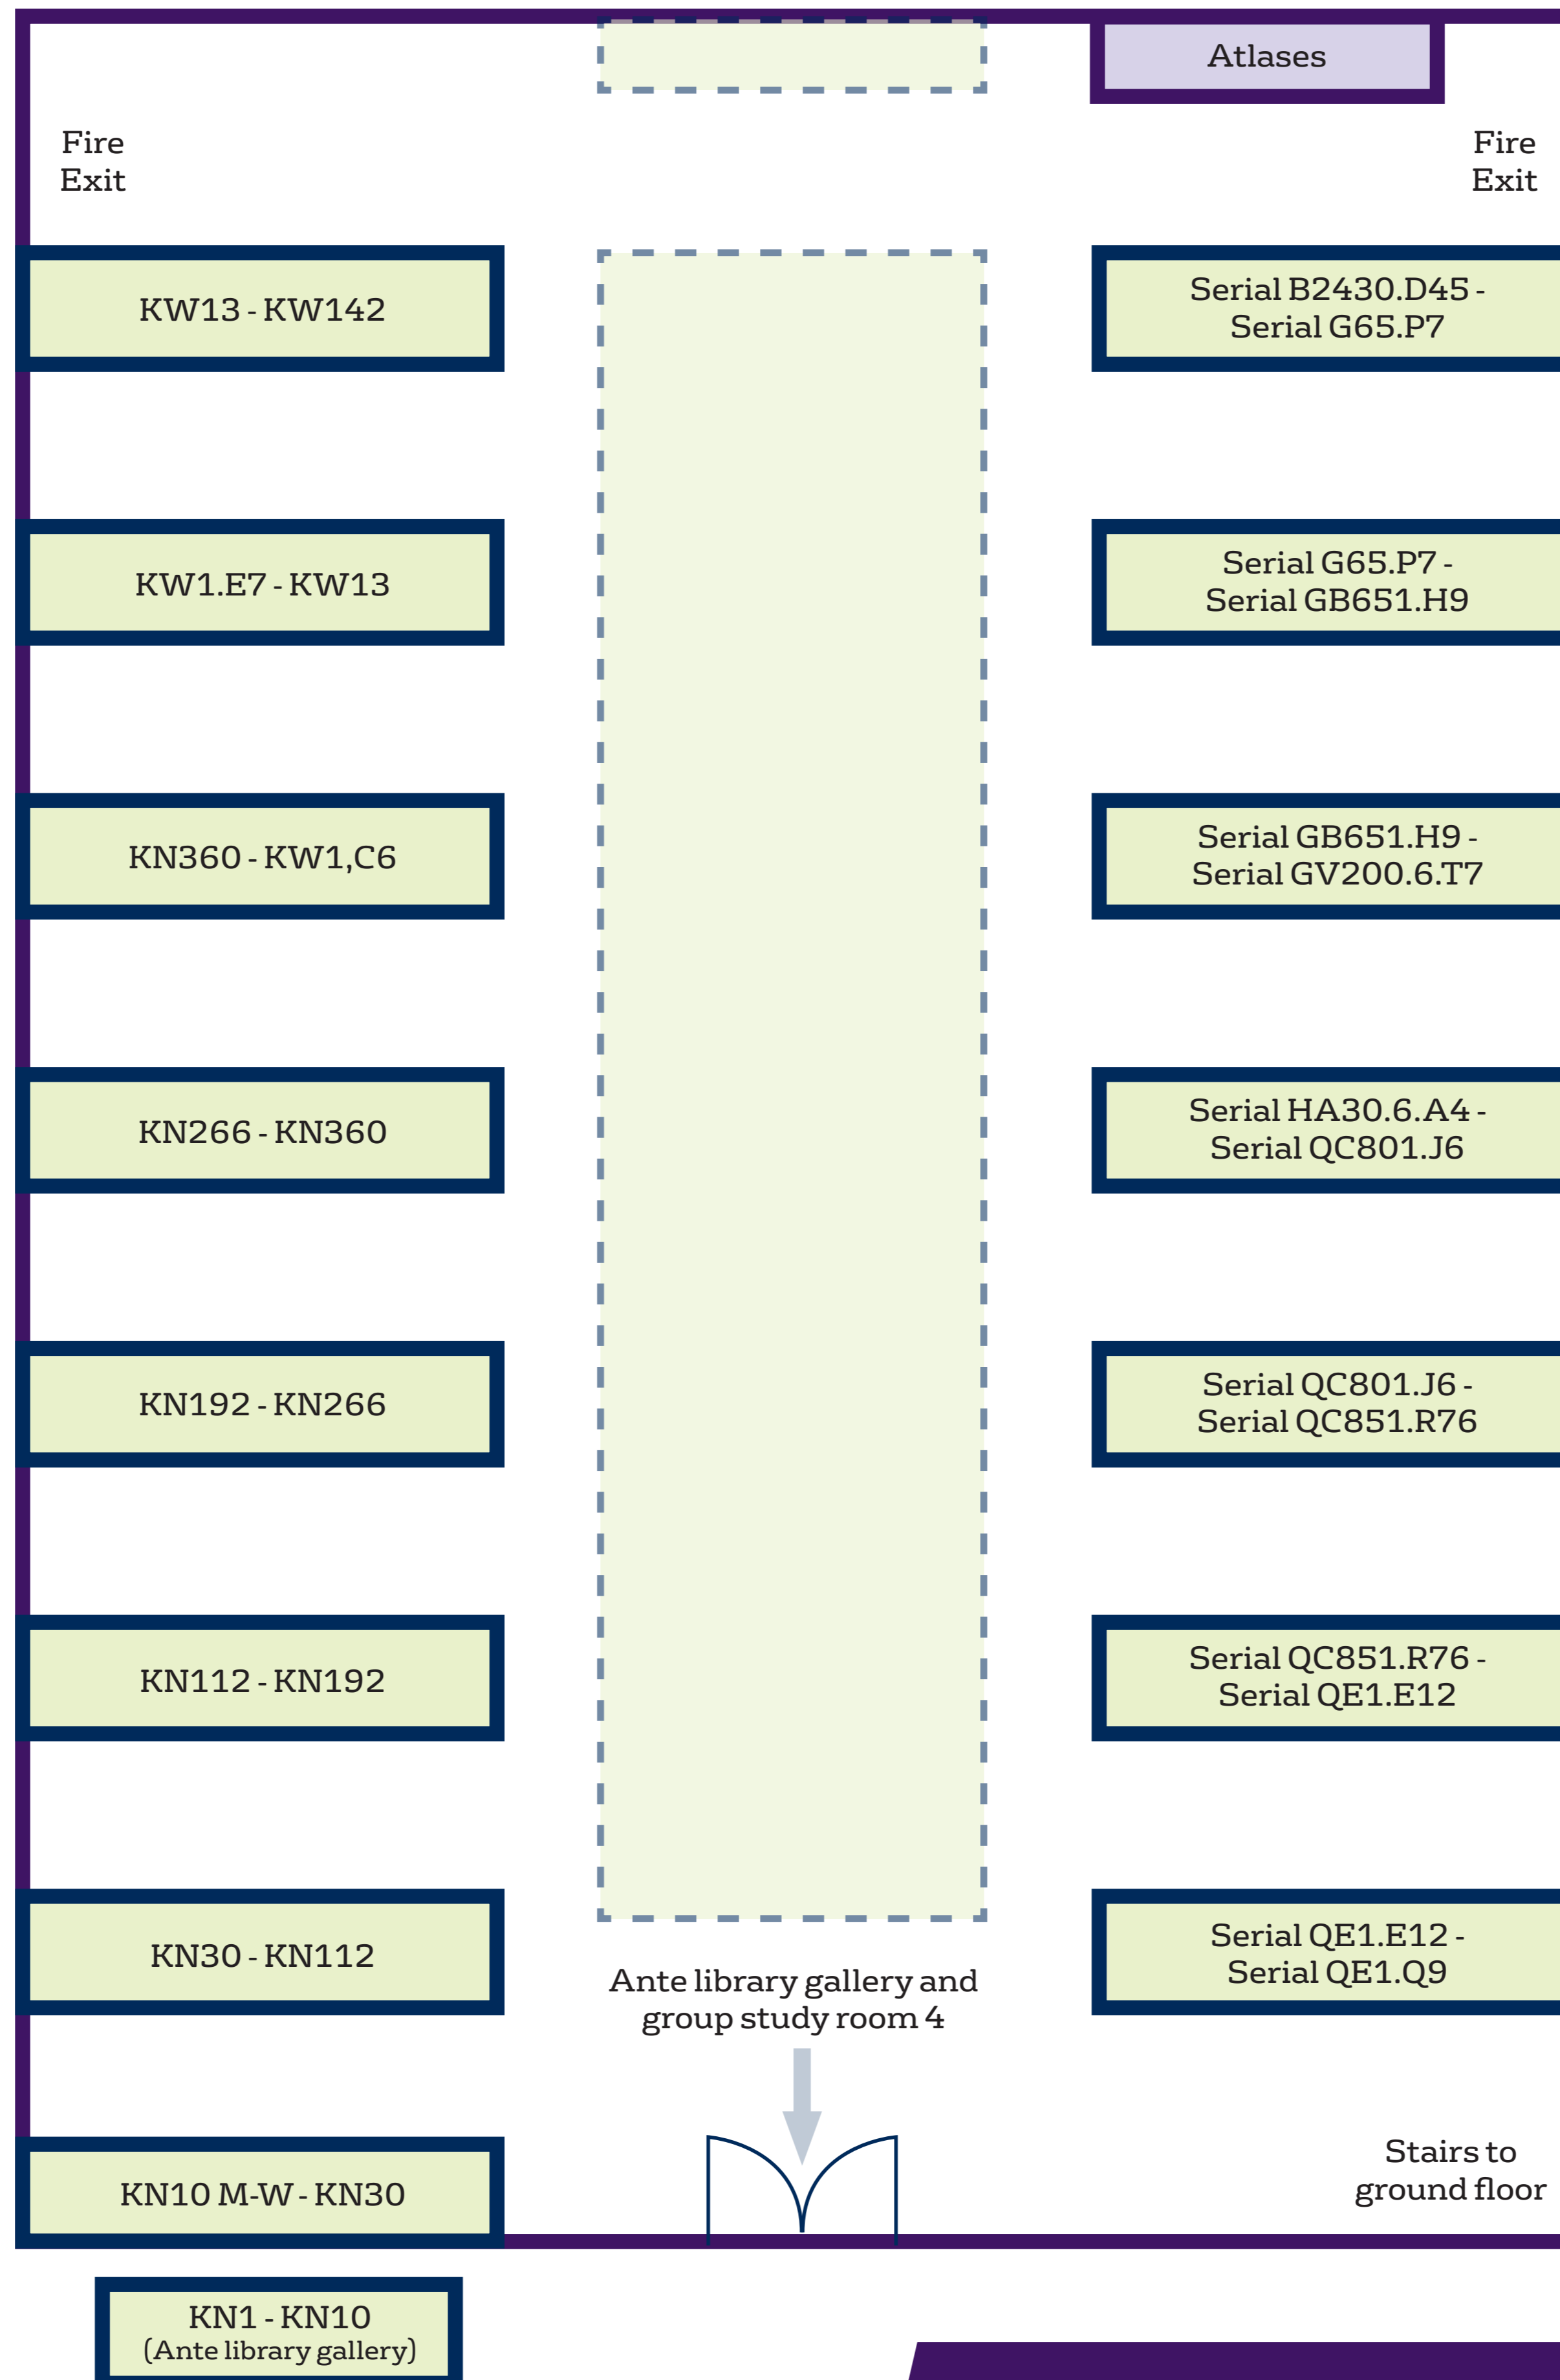 Atlases
Fire
Exit
Fire
Exit
KW13 - KW142
Serial B2430.D45 -
Serial G65.P7
KW1.E7 - KW13
Serial G65.P7 -
Serial GB651.H9
KN360 - KW1,C6
Serial GB651.H9 -
Serial GV200.6.T7
KN266 - KN360
Serial HA30.6.A4 -
Serial QC801.J6
KN192 - KN266
Serial QC801.J6 -
Serial QC851.R76
KN112 - KN192
Serial QC851.R76 -
Serial QE1.E12
KN30 - KN112
Serial QE1.E12 -
Serial QE1.Q9
Ante library gallery and
group study room 4
KN10 M-W - KN30
Stairs to
ground floor
KN1 - KN10
(Ante library gallery)